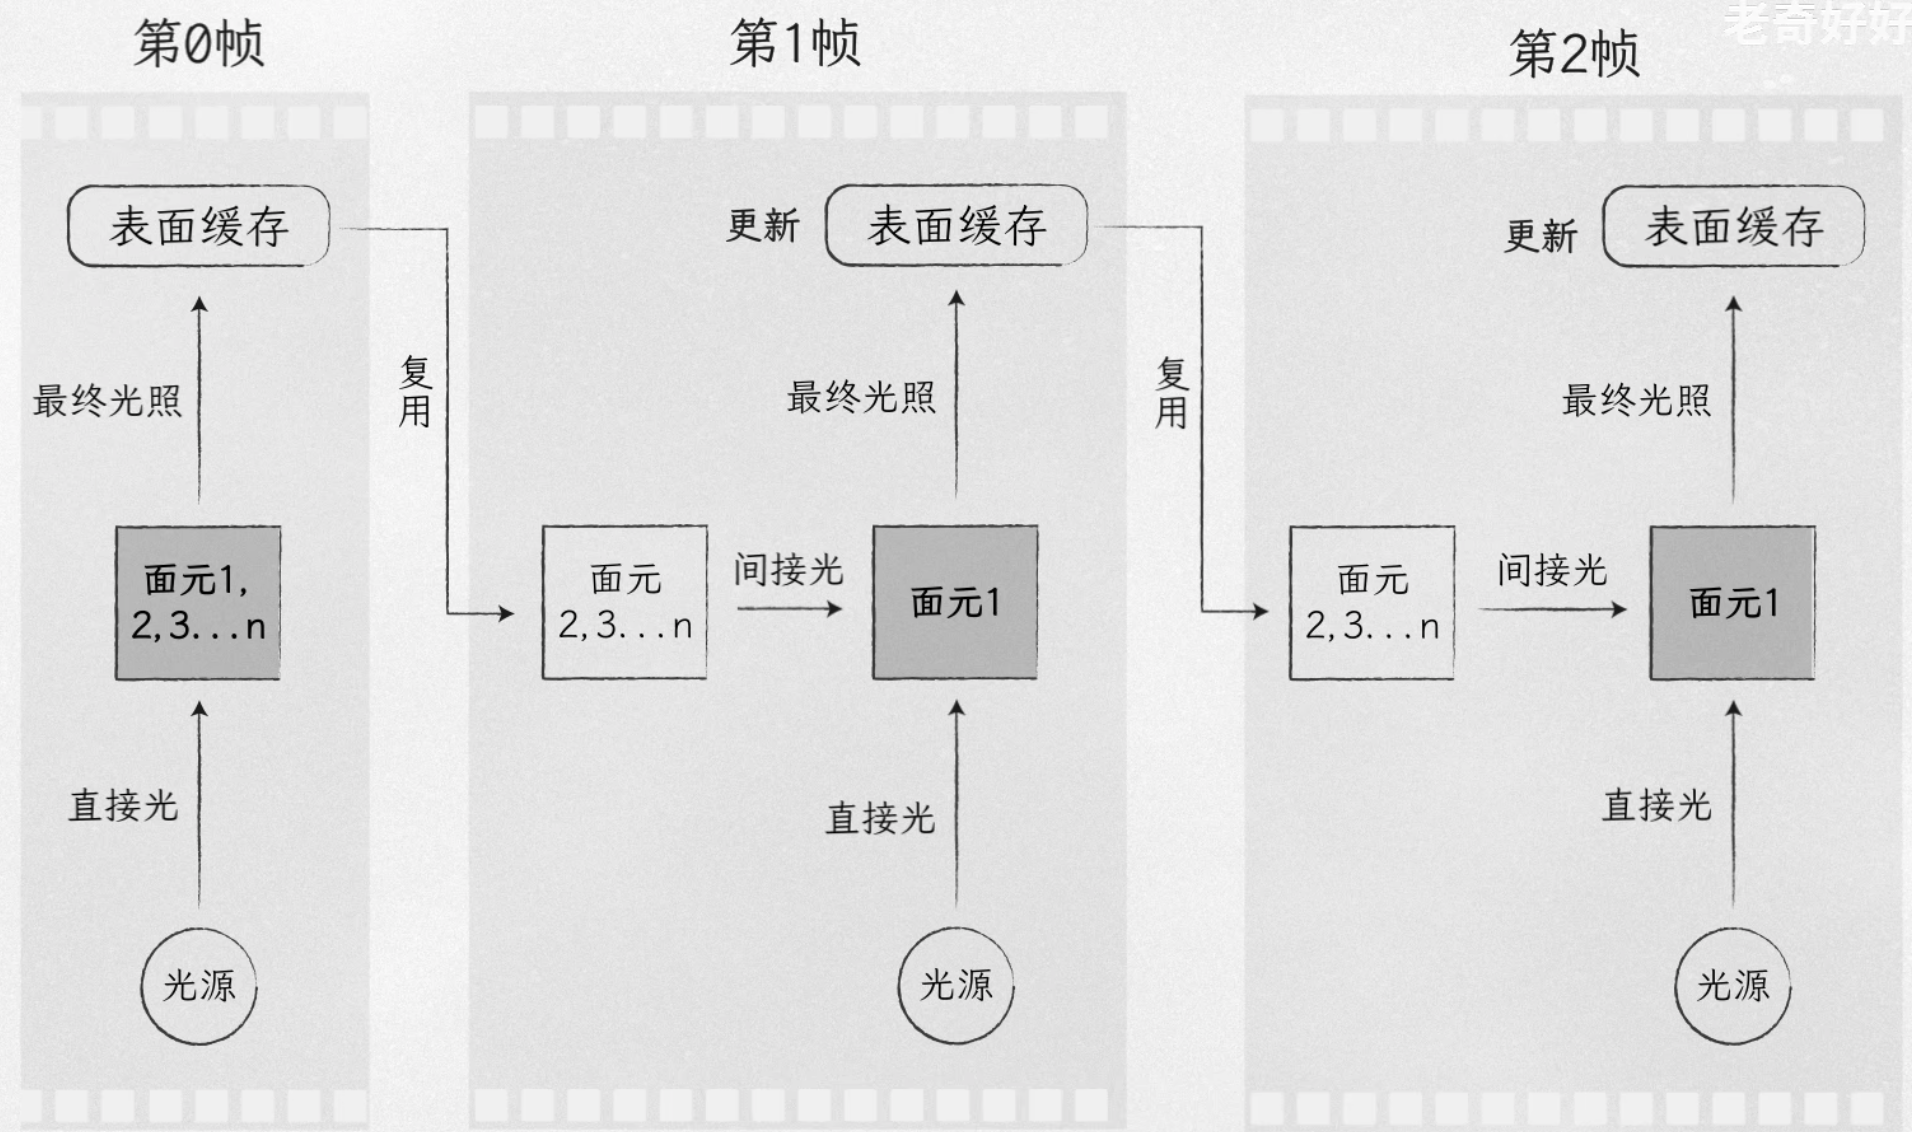 第0帧
第1帧
第2帧
老奇好好
表面缓存
更新
表面缓存
更新
表面缓存
最终光照
复用
最终光照
复用
最终光照
面元1,
2,3...n
面元
2,3...n
间接光
面元1
面元
2,3...n
间接光
面元1
直接光
直接光
直接光
光源
光源
光源